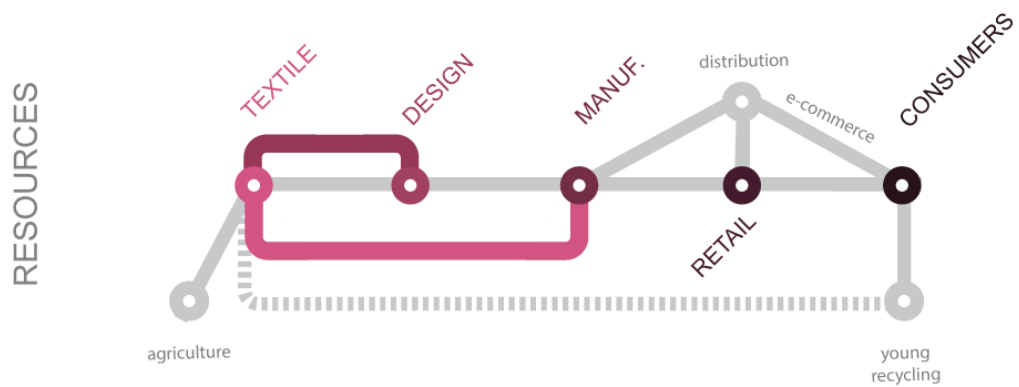 RESOURCES
TEXTILE
DESIGN
MANUF.
distribution
e-commerce
CONSUMERS
RETAIL
agriculture
young
recycling